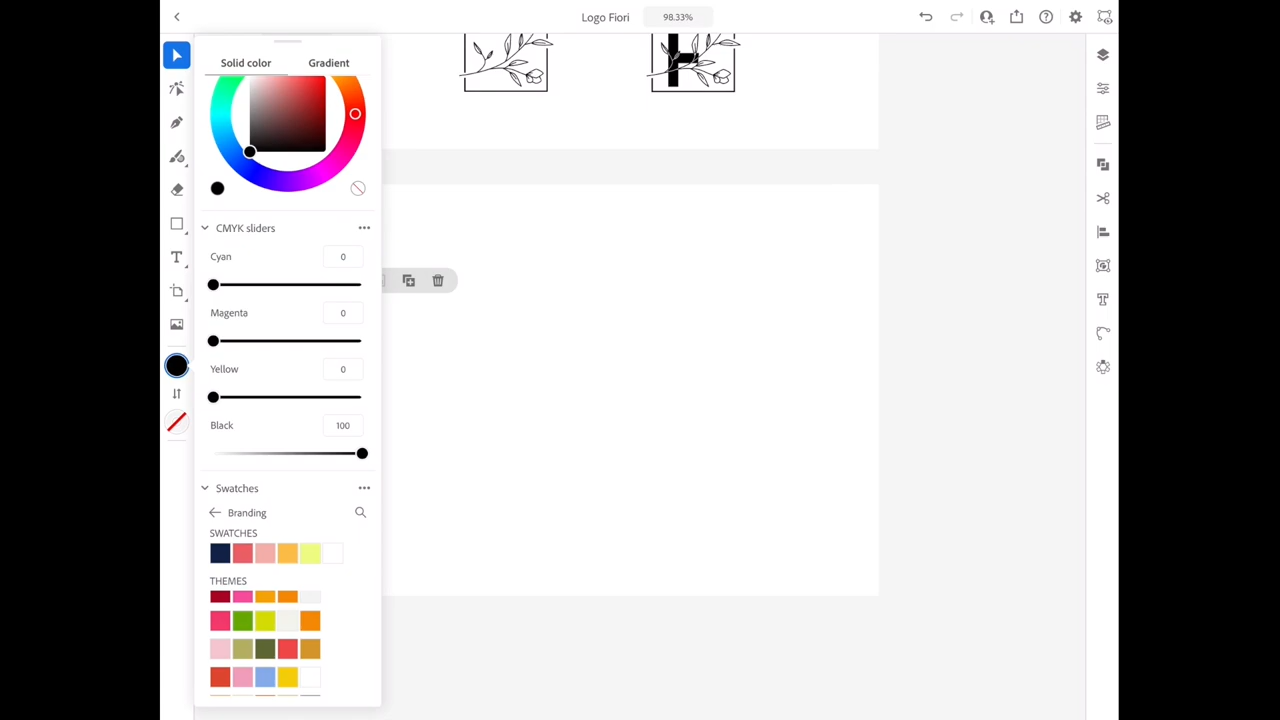 Logo Fiori
98.33%
Solid color
Gradient
CMYK sliders
Cyan
0
Magenta
0
Yellow
0
Black
100
Swatches
Branding
SWATCHES
THEMES